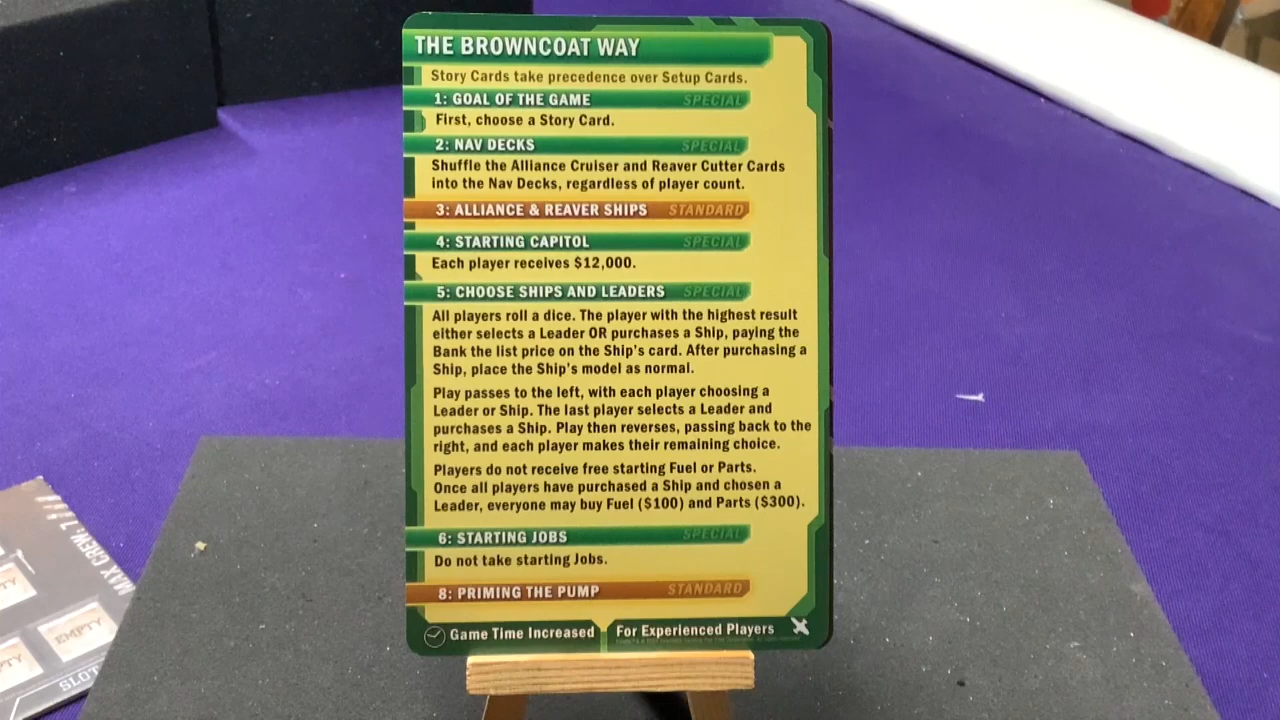 THE BROWNCOAT WAY
Story Cards take precedence over Setup Cards.
1: GOAL OF THE GAME SPECIAL
First, choose a Story Card.
2: NAV DECKS SPECIAL
Shuffle the Alliance Cruiser and Reaver Cutter Cards
into the Nav Decks, regardless of player count.
3: ALLIANCE & REAVER SHIPS STANDARD
4: STARTING CAPITOL SPECIAL
Each player receives $12,000.
5: CHOOSE SHIPS AND LEADERS SPECIAL
All players roll a dice. The player with the highest result
either selects a Leader OR purchases a Ship, paying the
Bank the list price on the Ship's card. After purchasing a
Ship, place the Ship's model as normal.
Play passes to the left, with each player choosing a
Leader or Ship. The last player selects a Leader and
purchases a Ship. Play then reverses, passing back to the
right, and each player makes their remaining choice.
Players do not receive free starting Fuel or Parts.
Once all players have purchased a Ship and chosen a
Leader, everyone may buy Fuel ($100) and Parts ($300).
6: STARTING JOBS SPECIAL
Do not take starting Jobs.
8: PRIMING THE PUMP STANDARD
Game Time Increased
For Experienced Players
MAX CREW:
EMPTY